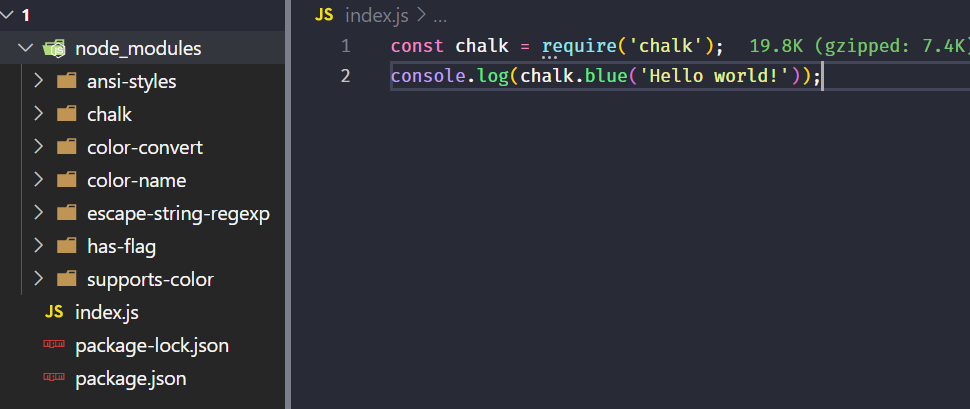 1
node_modules
ansi-styles
chalk
color-convert
color-name
escape-string-regexp
has-flag
supports-color
JS index.js
package-lock.json
package.json
JS index.js > ...
1 const chalk = require('chalk'); 19.8K (gzipped: 7.4K)
2 console.log(chalk.blue('Hello world!'));